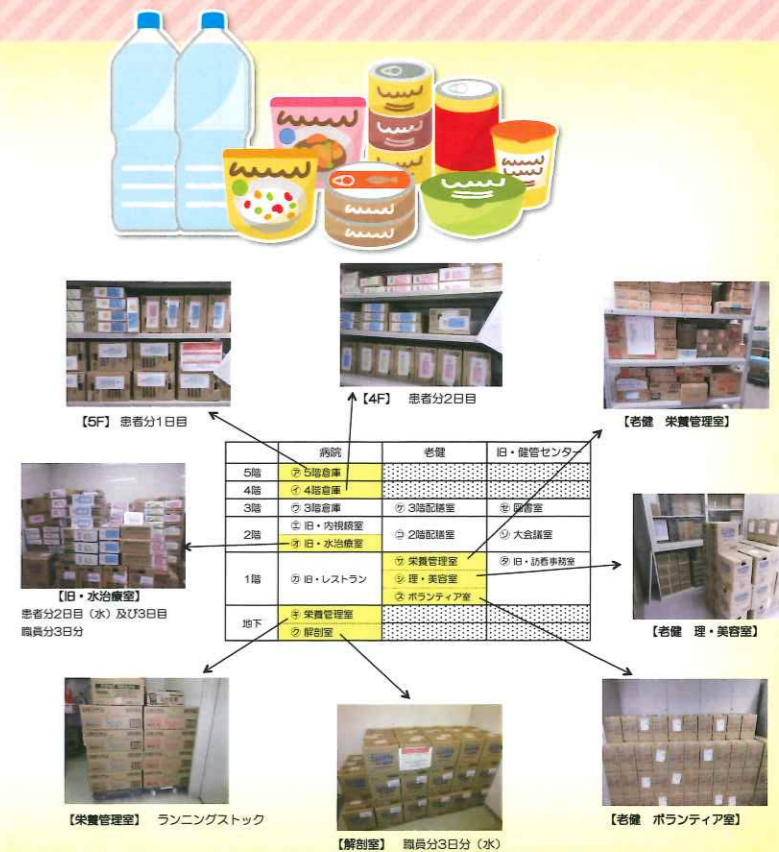 【5F】 患者分1日目
【4F】 患者分2日目
【老健 栄養管理室】
病院 老健 旧・健管センター
5階 ㋐ 5階倉庫
4階 ㋑ 4階倉庫
3階 ㋒ 3階倉庫 ㋘ 3階配膳室 ㋝ 図書室
2階 ㋓ 旧・内視鏡室 ㋙ 2階配膳室 ㋞ 大会議室
㋔ 旧・水治療室
1階 ㋕ 旧・レストラン ㋚ 栄養管理室 ㋟ 旧・訪看事務室
㋛ 理・美容室
㋜ ボランティア室
地下 ㋖ 栄養管理室
㋗ 解剖室
【旧・水治療室】
患者分2日目（水）及び3日目
職員分3日分
【老健 理・美容室】
【栄養管理室】 ランニングストック
【解剖室】 職員分3日分（水）
【老健 ボランティア室】